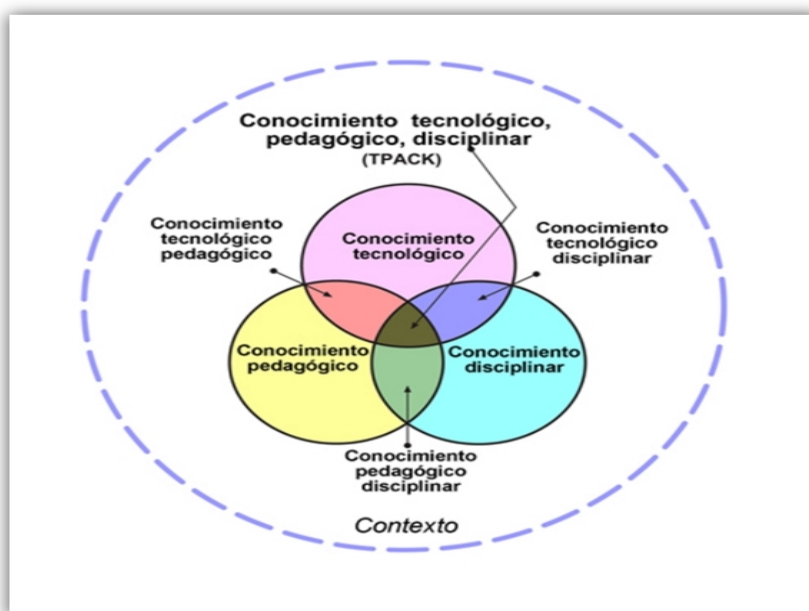 Conocimiento tecnológico,
pedagógico, disciplinar
(TPACK)
Conocimiento
tecnológico
pedagógico
Conocimiento
tecnológico
Conocimiento
tecnológico
disciplinar
Conocimiento
pedagógico
Conocimiento
disciplinar
Conocimiento
pedagógico
disciplinar
Contexto